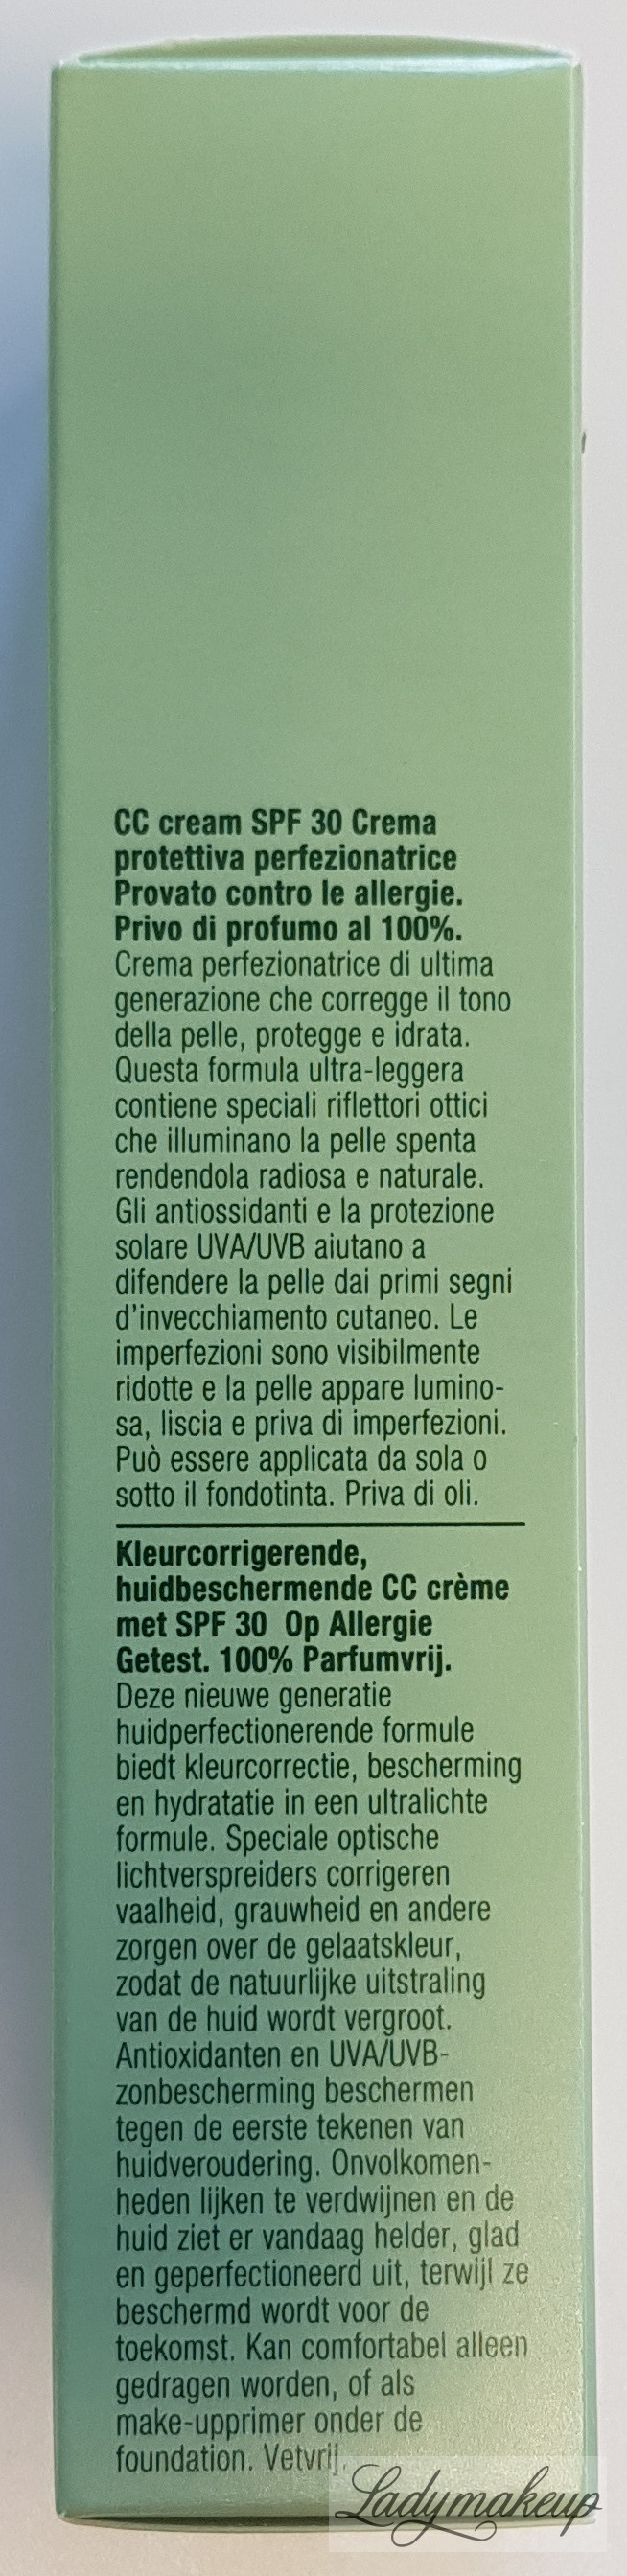 CC cream SPF 30 Crema
protettiva perfezionatrice
Provato contro le allergie.
Privo di profumo al 100%.
Crema perfezionatrice di ultima
generazione che corregge il tono
della pelle, protegge e idrata.
Questa formula ultra-leggera
contiene speciali riflettori ottici
che illuminano la pelle spenta
rendendola radiosa e naturale.
Gli antiossidanti e la protezione
solare UVA/UVB aiutano a
difendere la pelle dai primi segni
d'invecchiamento cutaneo. Le
imperfezioni sono visibilmente
ridotte e la pelle appare lumino-
sa, liscia e priva di imperfezioni.
Può essere applicata da sola o
sotto il fondotinta. Priva di oli.
Kleurcorrigerende,
huidbeschermende CC crème
met SPF 30 Op Allergie
Getest. 100% Parfumvrij.
Deze nieuwe generatie
huidperfectionerende formule
biedt kleurcorrectie, bescherming
en hydratatie in een ultralichte
formule. Speciale optische
lichtverspreiders corrigeren
vaalheid, grauwheid en andere
zorgen over de gelaatskleur,
zodat de natuurlijke uitstraling
van de huid wordt vergroot.
Antioxidanten en UVA/UVB-
zonbescherming beschermen
tegen de eerste tekenen van
huidveroudering. Onvolkomen-
heden lijken te verdwijnen en de
huid ziet er vandaag helder, glad
en geperfectioneerd uit, terwijl ze
beschermd wordt voor de
toekomst. Kan comfortabel alleen
gedragen worden, of als
make-upprimer onder de
foundation. Vetvrij.
Ladymakeup